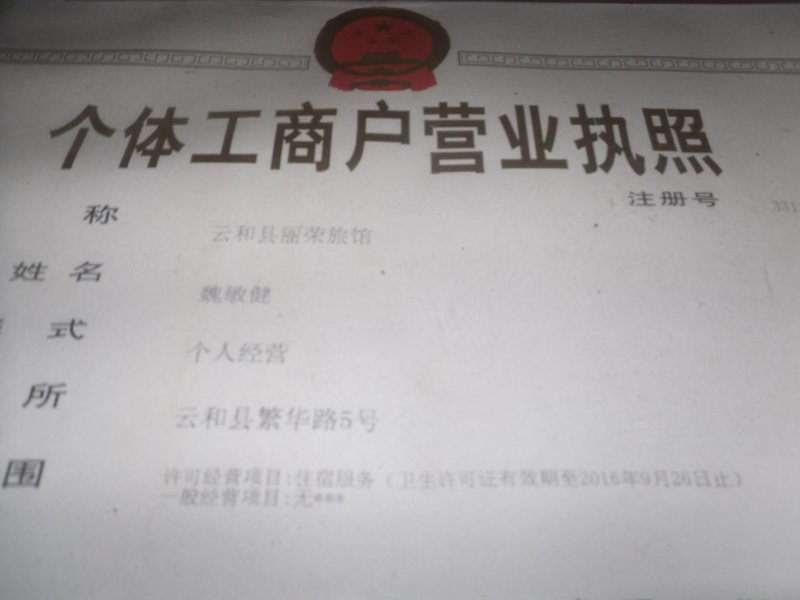 个体工商户营业执照
注册号 331
称 云和县丽荣旅馆
姓名 魏敏健
式 个人经营
所 云和县繁华路5号
围 许可经营项目:住宿服务（卫生许可证有效期至2016年9月26日止）
一般经营项目:无***